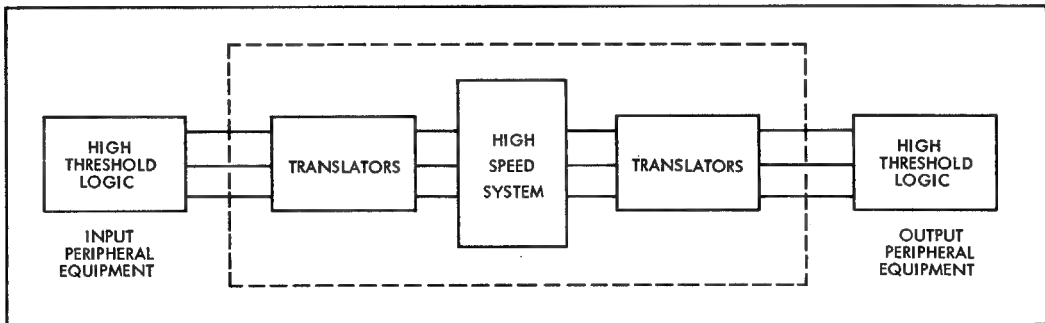 HIGH
THRESHOLD
LOGIC
INPUT
PERIPHERAL
EQUIPMENT
TRANSLATORS
HIGH
SPEED
SYSTEM
TRANSLATORS
HIGH
THRESHOLD
LOGIC
OUTPUT
PERIPHERAL
EQUIPMENT